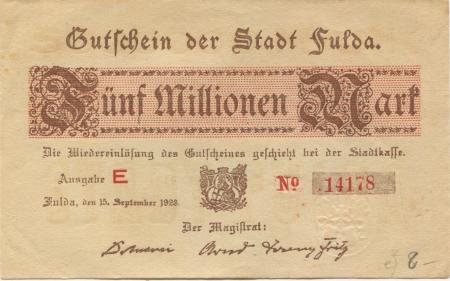 Gutschein der Stadt Fulda.
Fünf Millionen Mark
Die Wiedereinlösung des Gutscheines geschieht bei der Stadtkasse.
Ausgabe E No .14178
Fulda, den 15. September 1923
Der Magistrat:
8 –